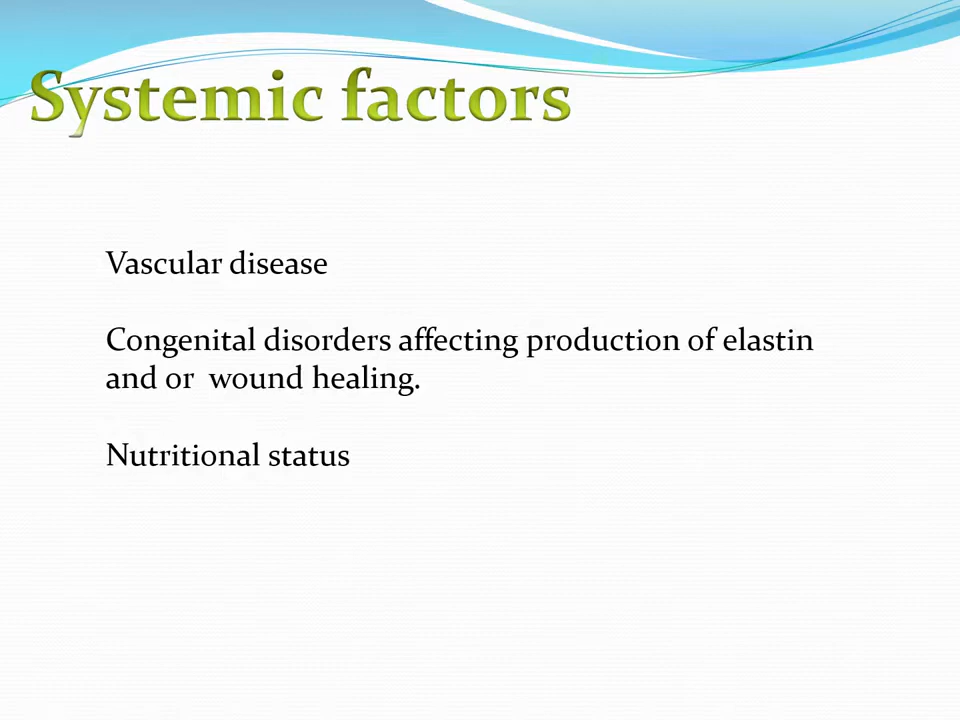 Systemic factors
Vascular disease
Congenital disorders affecting production of elastin
and or  wound healing.
Nutritional status